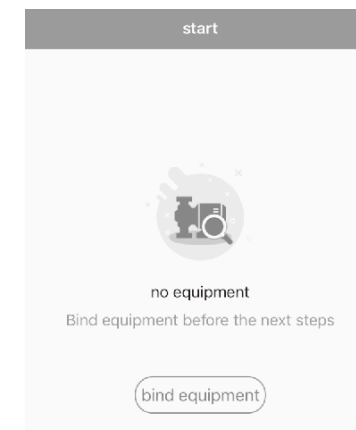 start
no equipment
Bind equipment before the next steps
bind equipment